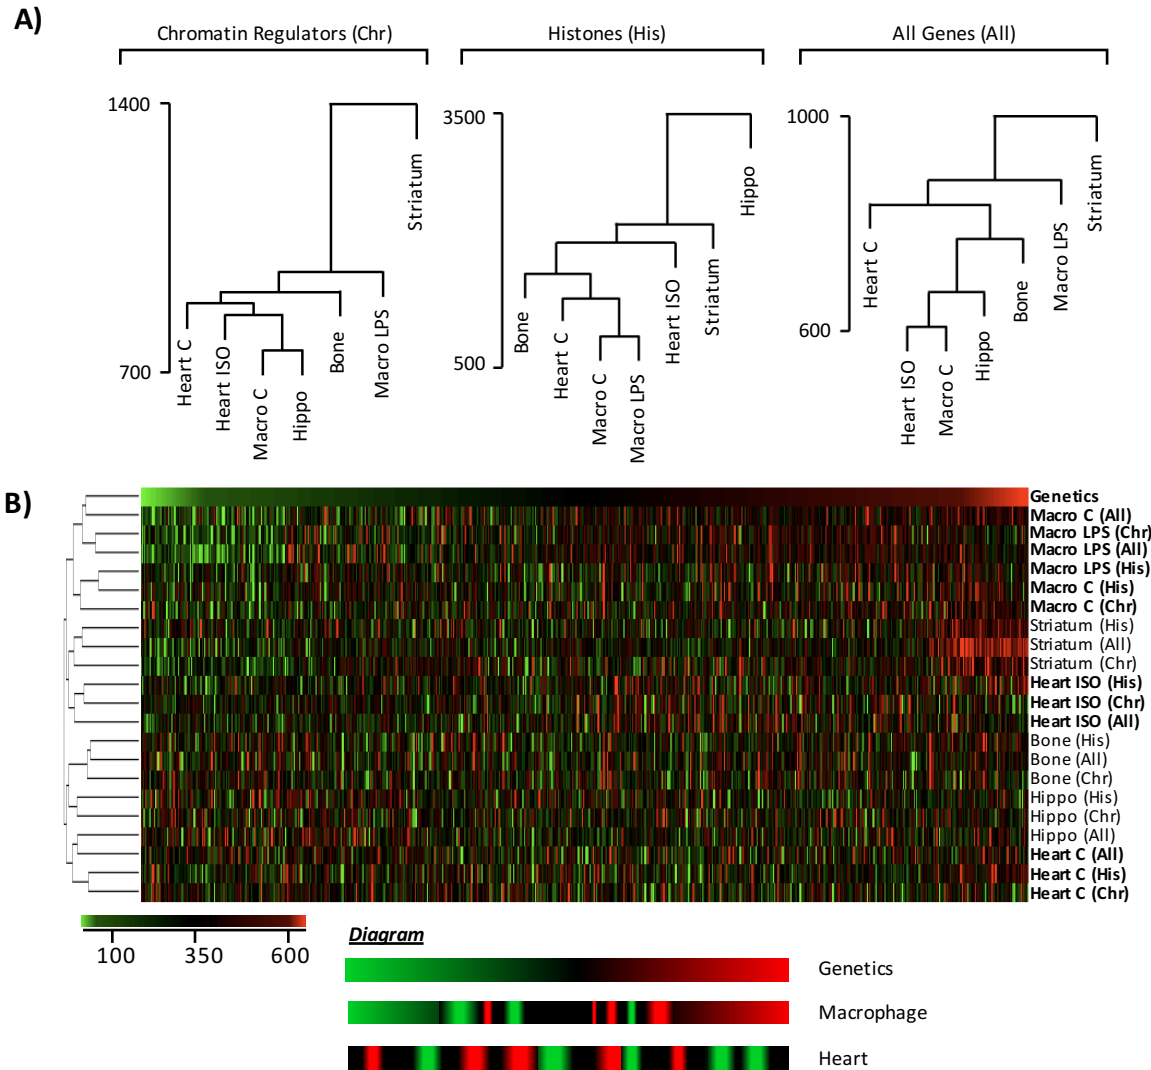 A)
Chromatin Regulators (Chr)
Histones (His)
All Genes (All)
1400
700
Heart C
Heart ISO
Macro C
Hippo
Bone
Macro LPS
Striatum
3500
500
Bone
Heart C
Macro C
Macro LPS
Heart ISO
Striatum
Hippo
1000
600
Heart C
Heart ISO
Macro C
Hippo
Bone
Macro LPS
Striatum
B)
Genetics
Macro C (All)
Macro LPS (Chr)
Macro LPS (All)
Macro LPS (His)
Macro C (His)
Macro C (Chr)
Striatum (His)
Striatum (All)
Striatum (Chr)
Heart ISO (His)
Heart ISO (Chr)
Heart ISO (All)
Bone (His)
Bone (All)
Bone (Chr)
Hippo (His)
Hippo (Chr)
Hippo (All)
Heart C (All)
Heart C (His)
Heart C (Chr)
100 350 600
Diagram
Genetics
Macrophage
Heart